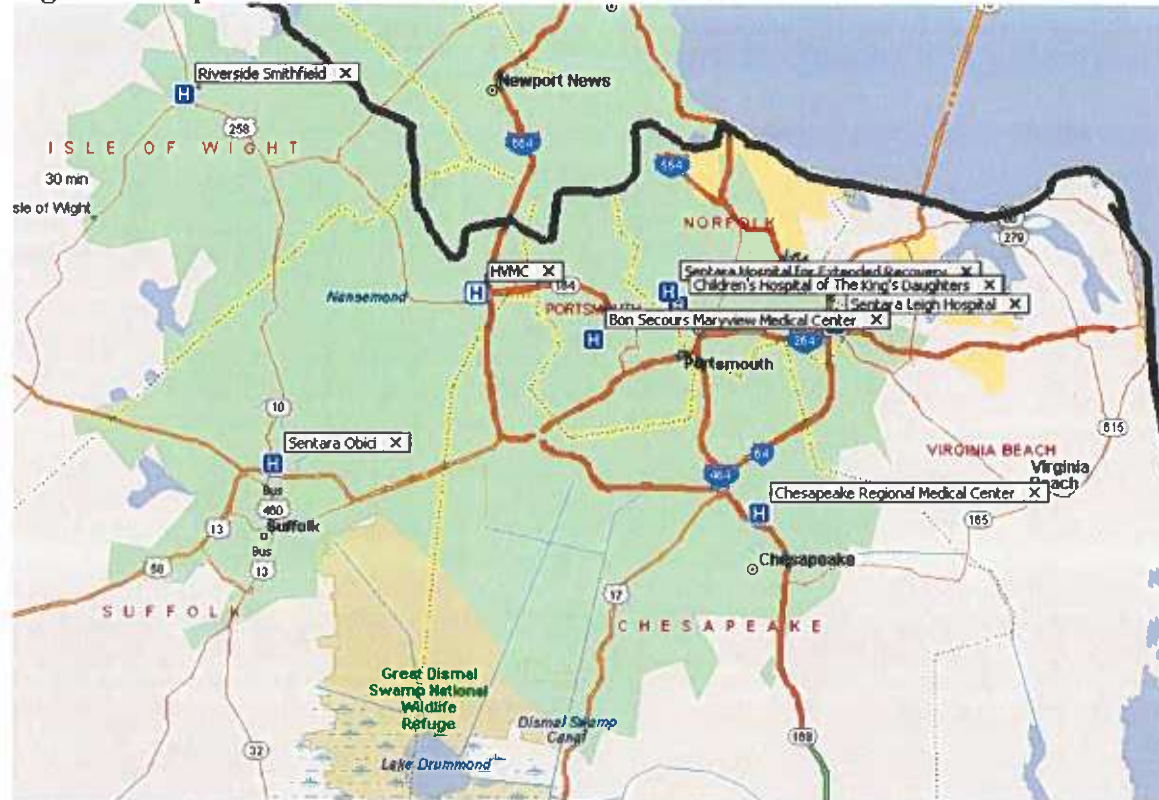 Riverside Smithfield
Newport News
258
664
ISLE OF WIGHT
30 min
sle of Wight
NORFOLK
279
HVMC
164
Sentara Hospital for Extended Recovery
Children's Hospital of The King's Daughters
Sentara Leigh Hospital
Nansemond
Bon Secours Maryview Medical Center
264
Portsmouth
10
Sentara Obici
64
464
615
VIRGINIA BEACH
Virginia
Beach
Chesapeake Regional Medical Center
165
Bus
460
13
Suffolk
Bus
13
58
Chesapeake
17
SUFFOLK
CHESAPEAKE
Great Dismal
Swamp National
Wildlife
Refuge
Dismal Swamp
Canal
Lake Drummond
32
168